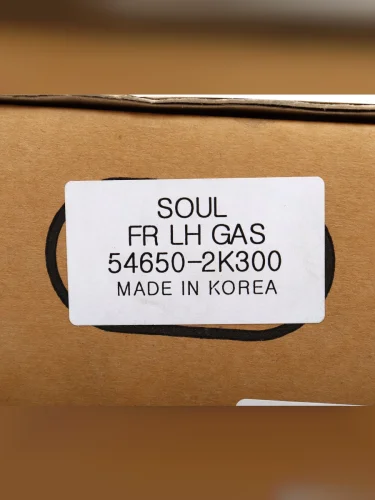 SOUL
FR LH GAS
54650-2K300
MADE IN KOREA